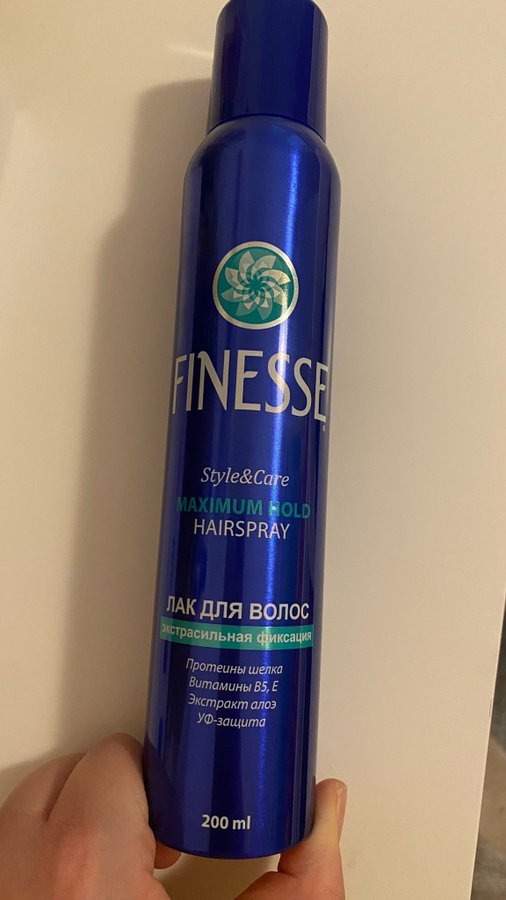 FINESSE
Style&Care
MAXIMUM HOLD
HAIRSPRAY
ЛАК ДЛЯ ВОЛОС
экстрасильная фиксация
Протеины шелка
Витамины B5, E
Экстракт алоэ
УФ-защита
200 ml